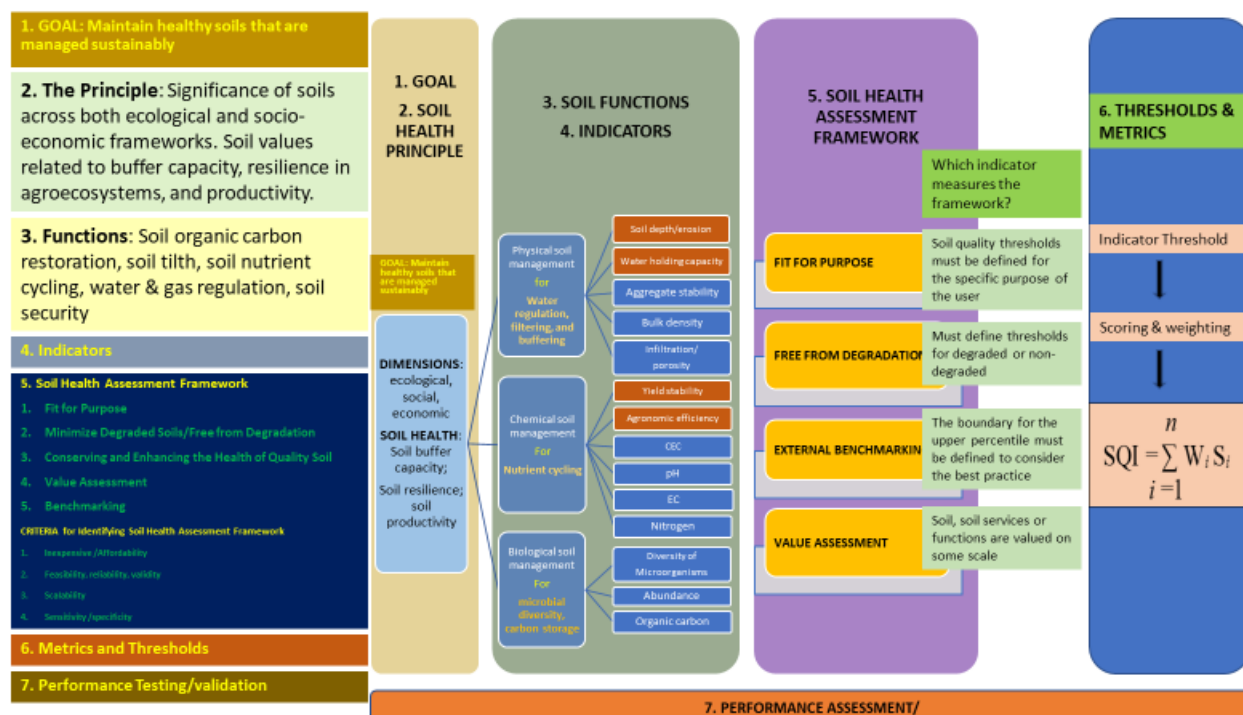 1. GOAL: Maintain healthy soils that are
managed sustainably
2. The Principle: Significance of soils
across both ecological and socio-
economic frameworks. Soil values
related to buffer capacity, resilience in
agroecosystems, and productivity.
3. Functions: Soil organic carbon
restoration, soil tilth, soil nutrient
cycling, water & gas regulation, soil
security
4. Indicators
5. Soil Health Assessment Framework
1. Fit for Purpose
2. Minimize Degraded Soils/Free from Degradation
3. Conserving and Enhancing the Health of Quality Soil
4. Value Assessment
5. Benchmarking
CRITERIA for Identifying Soil Health Assessment Framework
1. Inexpensive/Affordability
2. Feasibility, reliability, validity
3. Scalability
4. Sensitivity/specificity
6. Metrics and Thresholds
7. Performance Testing/validation
1. GOAL
2. SOIL
HEALTH
PRINCIPLE
GOAL: Maintain
healthy soils that
are managed
sustainably
DIMENSIONS:
ecological,
social,
economic
SOIL HEALTH:
Soil buffer
capacity;
Soil resilience;
soil
productivity
3. SOIL FUNCTIONS
4. INDICATORS
Physical soil
management
for
Water
regulation,
filtering, and
buffering
Soil depth/erosion
Water holding capacity
Aggregate stability
Bulk density
Infiltration/
porosity
Chemical soil
management
For
Nutrient cycling
Yield stability
Agronomic efficiency
CEC
pH
EC
Nitrogen
Biological soil
management
For
microbial
diversity,
carbon storage
Diversity of
Microorganisms
Abundance
Organic carbon
5. SOIL HEALTH
ASSESSMENT
FRAMEWORK
Which indicator
measures the
framework?
FIT FOR PURPOSE
Soil quality thresholds
must be defined for
the specific purpose of
the user
FREE FROM DEGRADATION
Must define thresholds
for degraded or non-
degraded
EXTERNAL BENCHMARKIN
The boundary for the
upper percentile must
be defined to consider
the best practice
VALUE ASSESSMENT
Soil, soil services or
functions are valued on
some scale
6. THRESHOLDS &
METRICS
Indicator Threshold
Scoring & weighting
n
SQI = ∑ Wᵢ Sᵢ
i =1
7. PERFORMANCE ASSESSMENT/